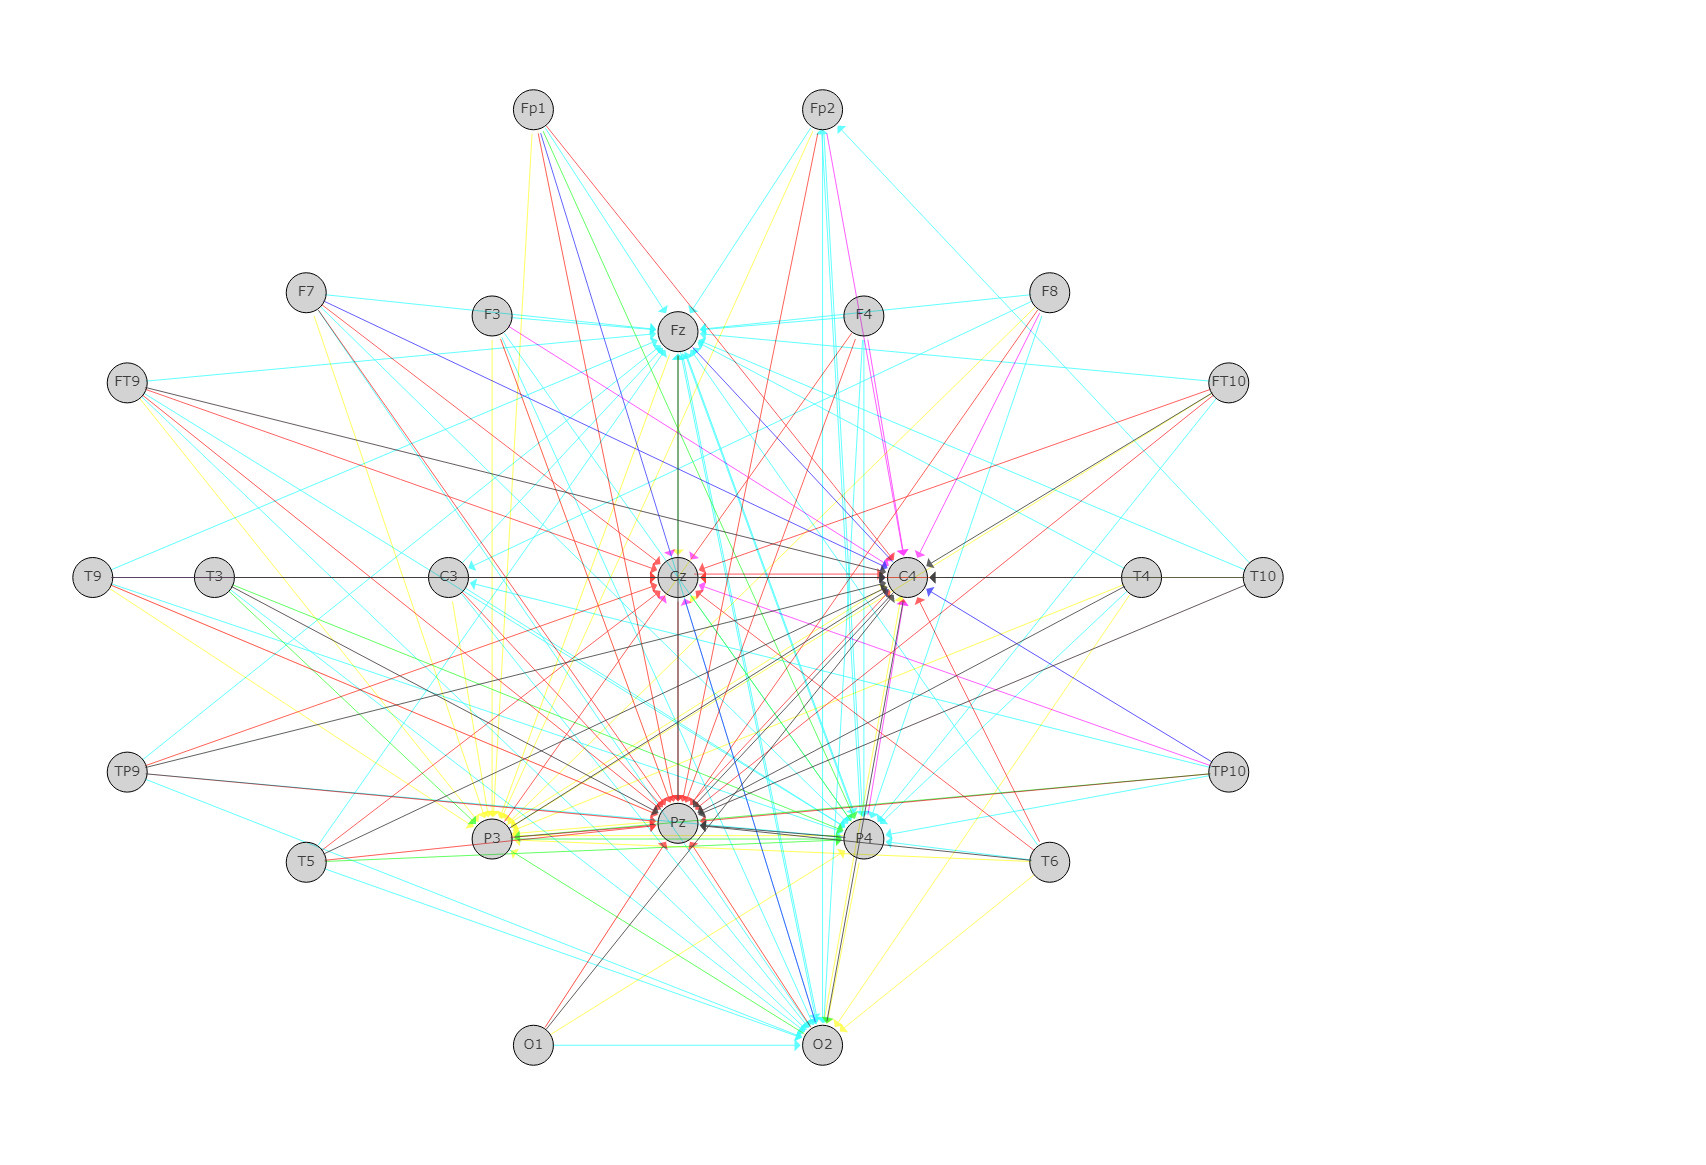 Fp1 Fp2
F7 F3 Fz F4 F8
FT9 FT10
T9 T3 C3 Cz C4 T4 T10
TP9 TP10
T5 P3 Pz P4 T6
O1 O2